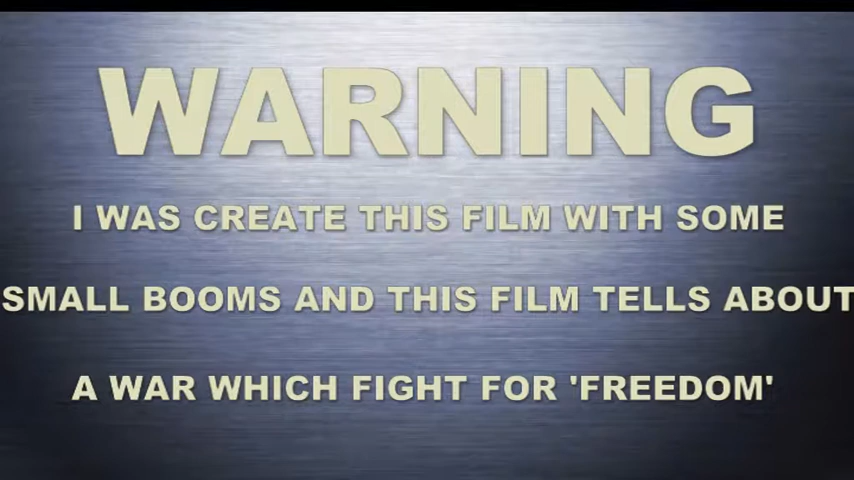 WARNING
I WAS CREATE THIS FILM WITH SOME
SMALL BOOMS AND THIS FILM TELLS ABOUT
A WAR WHICH FIGHT FOR 'FREEDOM'